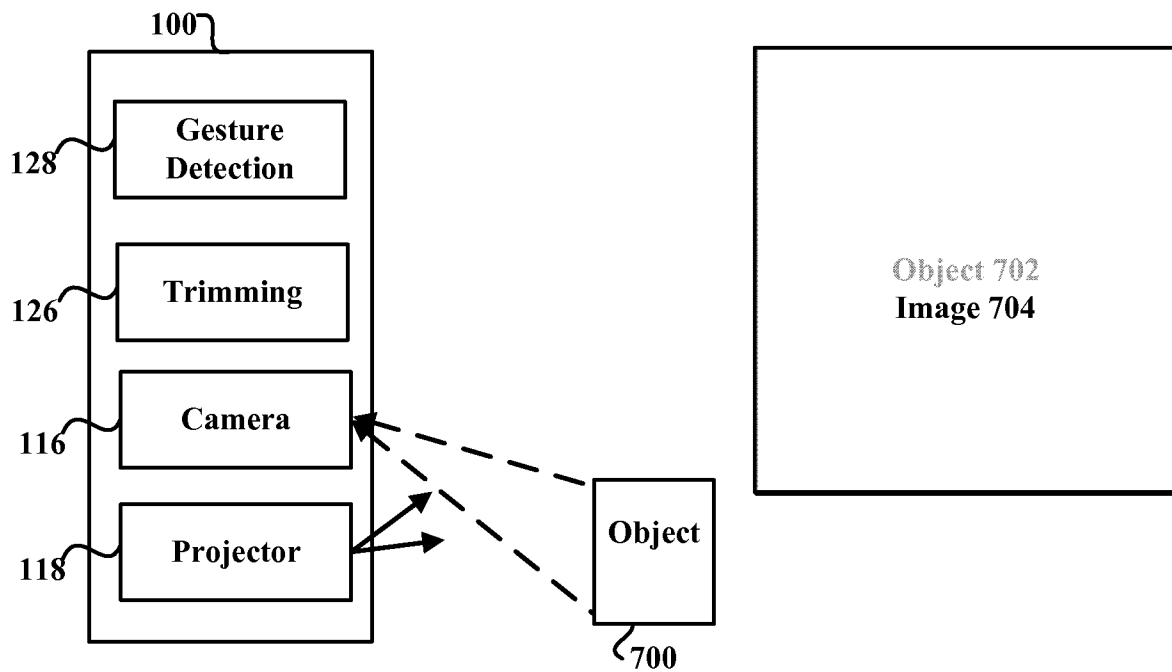 100
Gesture
Detection
128
Trimming
126
Camera
116
Projector
118
Object
700
Object 702
Image 704